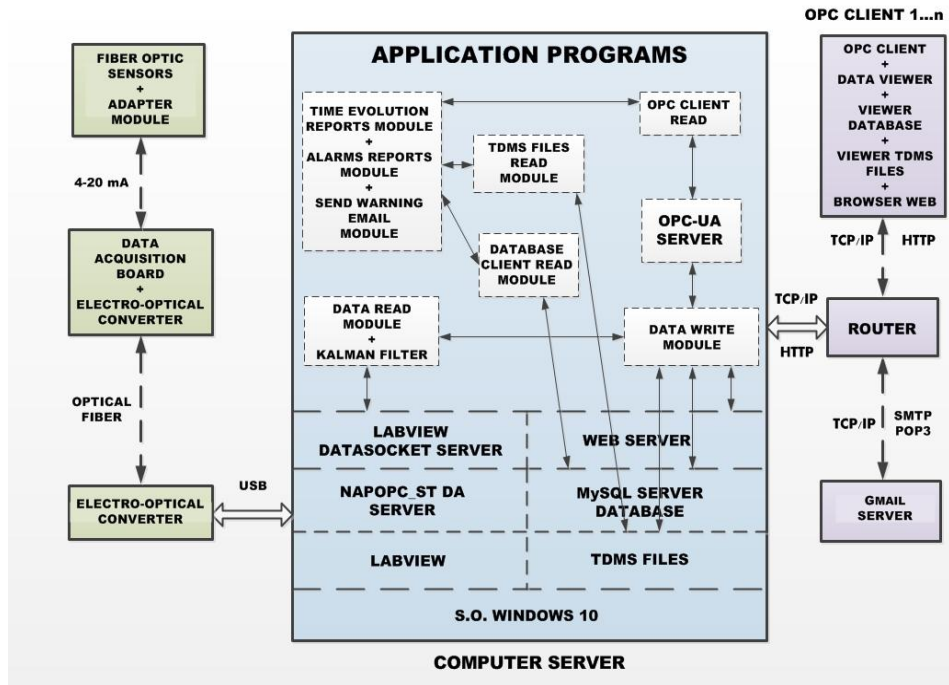 OPC CLIENT 1...n
FIBER OPTIC
SENSORS
+
ADAPTER
MODULE
4-20 mA
DATA
ACQUISITION
BOARD
+
ELECTRO-OPTICAL
CONVERTER
OPTICAL
FIBER
ELECTRO-OPTICAL
CONVERTER
USB
APPLICATION PROGRAMS
TIME EVOLUTION
REPORTS MODULE
+
ALARMS REPORTS
MODULE
+
SEND WARNING
EMAIL MODULE
OPC CLIENT
READ
TDMS FILES
READ
MODULE
OPC-UA
SERVER
DATABASE
CLIENT READ
MODULE
DATA READ
MODULE
+
KALMAN FILTER
DATA WRITE
MODULE
LABVIEW
DATASOCKET SERVER
WEB SERVER
NAPOPC_ST DA
SERVER
MySQL SERVER
DATABASE
LABVIEW
TDMS FILES
S.O. WINDOWS 10
COMPUTER SERVER
TCP/IP
HTTP
OPC CLIENT
+
DATA VIEWER
+
VIEWER
DATABASE
+
VIEWER TDMS
FILES
+
BROWSER WEB
TCP/IP
HTTP
ROUTER
TCP/IP
SMTP
POP3
GMAIL
SERVER